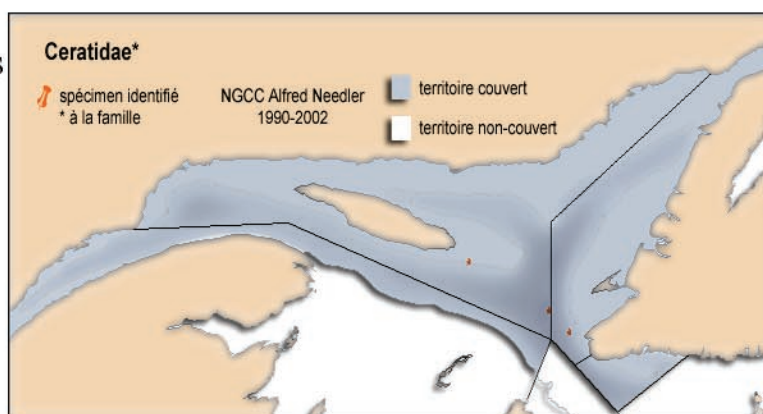 s
Ceratidae*
spécimen identifié
* à la famille
NGCC Alfred Needler
1990-2002
territoire couvert
territoire non-couvert